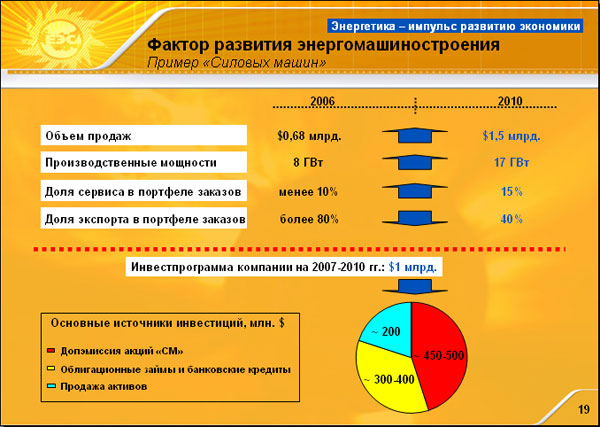 Энергетика – импульс развитию экономики
Фактор развития энергомашиностроения
Пример «Силовых машин»
2006 2010
Объем продаж $0,68 млрд. $1,5 млрд.
Производственные мощности 8 ГВт 17 ГВт
Доля сервиса в портфеле заказов менее 10% 15%
Доля экспорта в портфеле заказов более 80% 40%
Инвестпрограмма компании на 2007-2010 гг.: $1 млрд.
Основные источники инвестиций, млн. $
Допэмиссия акций «СМ»
Облигационные займы и банковские кредиты
Продажа активов
~ 200
~ 450-500
~ 300-400
19